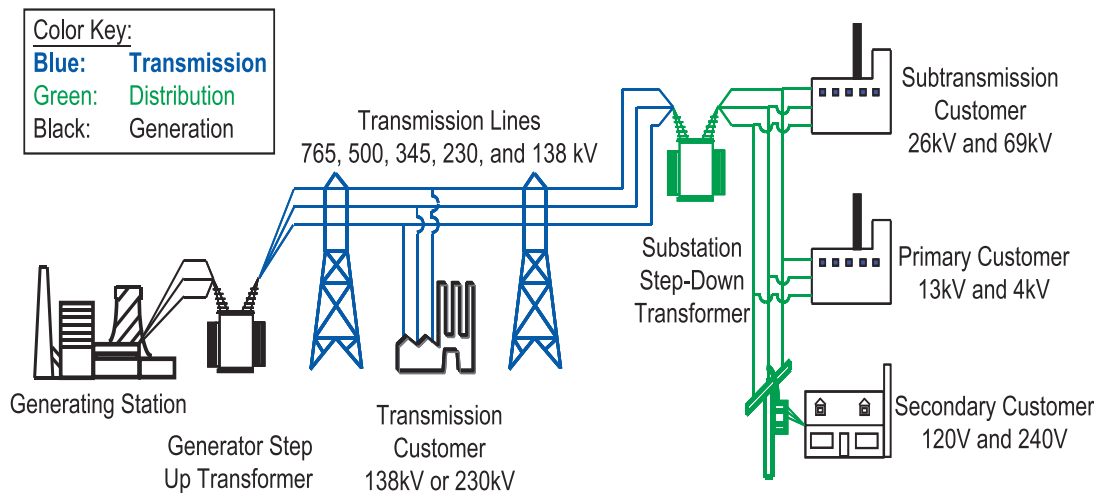 Color Key:
Blue: Transmission
Green: Distribution
Black: Generation
Transmission Lines
765, 500, 345, 230, and 138 kV
Subtransmission
Customer
26kV and 69kV
Substation
Step-Down
Transformer
Primary Customer
13kV and 4kV
Generating Station
Generator Step
Up Transformer
Transmission
Customer
138kV or 230kV
Secondary Customer
120V and 240V